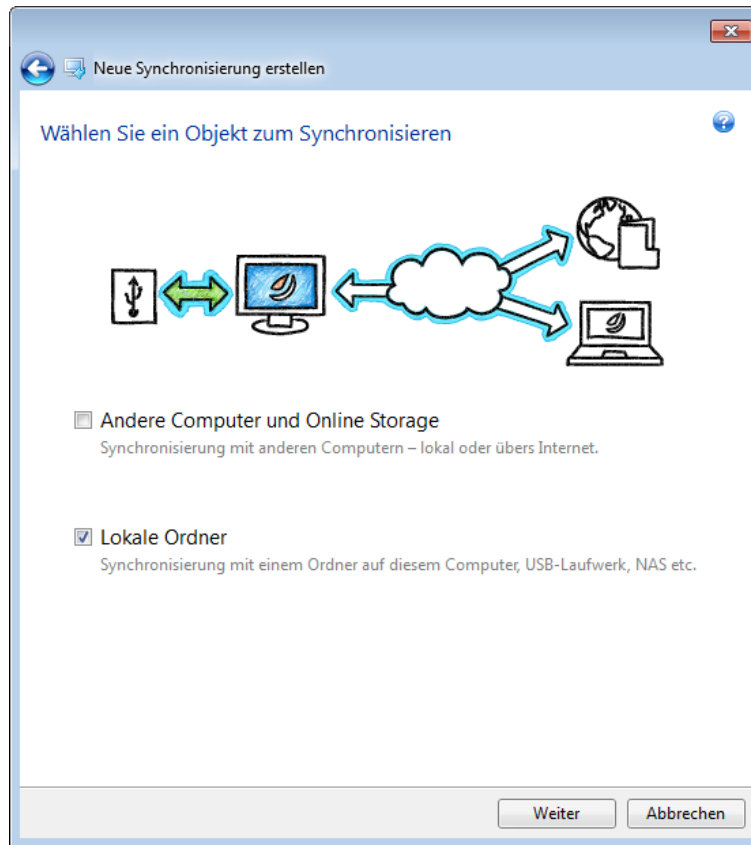 Neue Synchronisierung erstellen
Wählen Sie ein Objekt zum Synchronisieren
Andere Computer und Online Storage
Synchronisierung mit anderen Computern – lokal oder übers Internet.
Lokale Ordner
Synchronisierung mit einem Ordner auf diesem Computer, USB-Laufwerk, NAS etc.
Weiter
Abbrechen